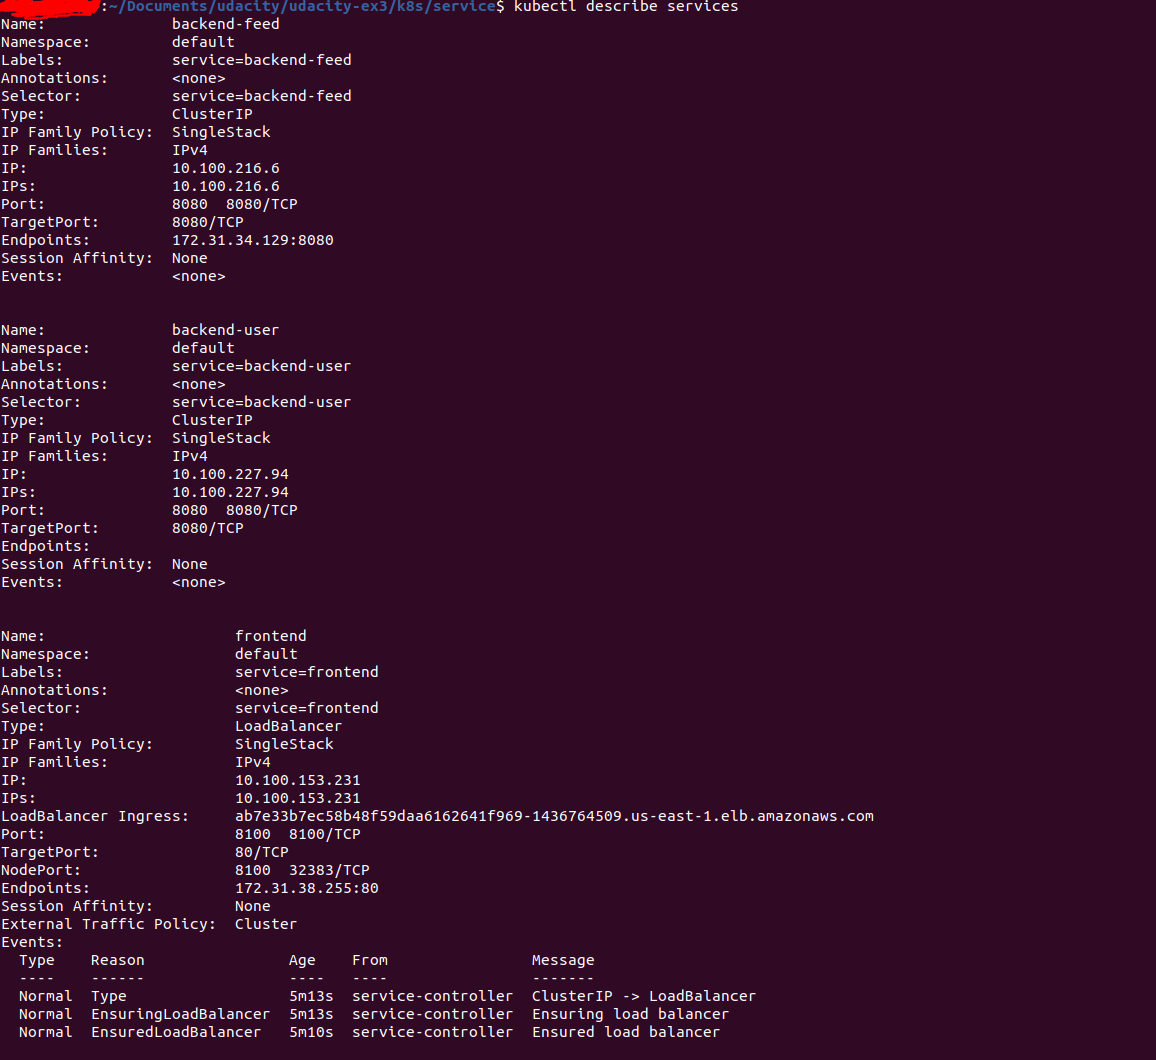 :~/Documents/udacity/udacity-ex3/k8s/service$ kubectl describe services
Name:              backend-feed
Namespace:         default
Labels:            service=backend-feed
Annotations:       <none>
Selector:          service=backend-feed
Type:              ClusterIP
IP Family Policy:  SingleStack
IP Families:       IPv4
IP:                10.100.216.6
IPs:               10.100.216.6
Port:              8080  8080/TCP
TargetPort:        8080/TCP
Endpoints:         172.31.34.129:8080
Session Affinity:  None
Events:            <none>
Name:              backend-user
Namespace:         default
Labels:            service=backend-user
Annotations:       <none>
Selector:          service=backend-user
Type:              ClusterIP
IP Family Policy:  SingleStack
IP Families:       IPv4
IP:                10.100.227.94
IPs:               10.100.227.94
Port:              8080  8080/TCP
TargetPort:        8080/TCP
Endpoints:
Session Affinity:  None
Events:            <none>
Name:                     frontend
Namespace:                default
Labels:                   service=frontend
Annotations:              <none>
Selector:                 service=frontend
Type:                     LoadBalancer
IP Family Policy:         SingleStack
IP Families:              IPv4
IP:                       10.100.153.231
IPs:                      10.100.153.231
LoadBalancer Ingress:     ab7e33b7ec58b48f59daa6162641f969-1436764509.us-east-1.elb.amazonaws.com
Port:                     8100  8100/TCP
TargetPort:               80/TCP
NodePort:                 8100  32383/TCP
Endpoints:                172.31.38.255:80
Session Affinity:         None
External Traffic Policy:  Cluster
Events:
  Type    Reason                Age    From                Message
  ----    ------                ----   ----                -------
  Normal  Type                  5m13s  service-controller  ClusterIP -> LoadBalancer
  Normal  EnsuringLoadBalancer  5m13s  service-controller  Ensuring load balancer
  Normal  EnsuredLoadBalancer   5m10s  service-controller  Ensured load balancer